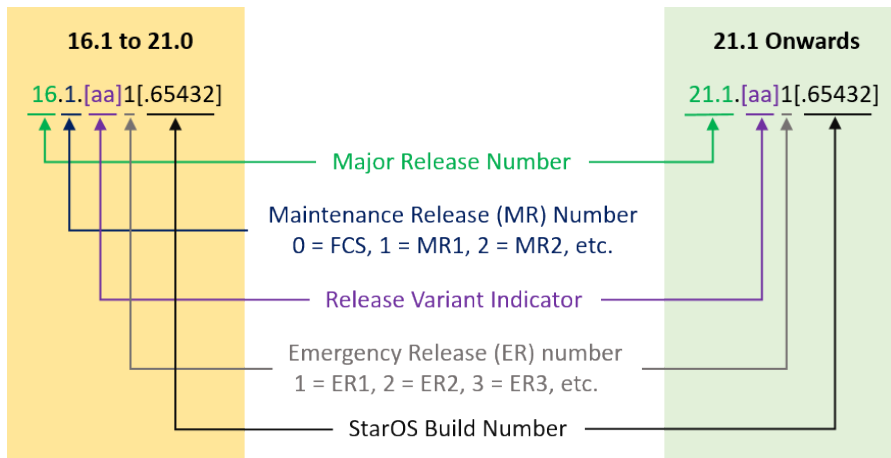 16.1 to 21.0
21.1 Onwards
16.1.[aa]1[.65432]
21.1.[aa]1[.65432]
Major Release Number
Maintenance Release (MR) Number
0 = FCS, 1 = MR1, 2 = MR2, etc.
Release Variant Indicator
Emergency Release (ER) number
1 = ER1, 2 = ER2, 3 = ER3, etc.
StarOS Build Number